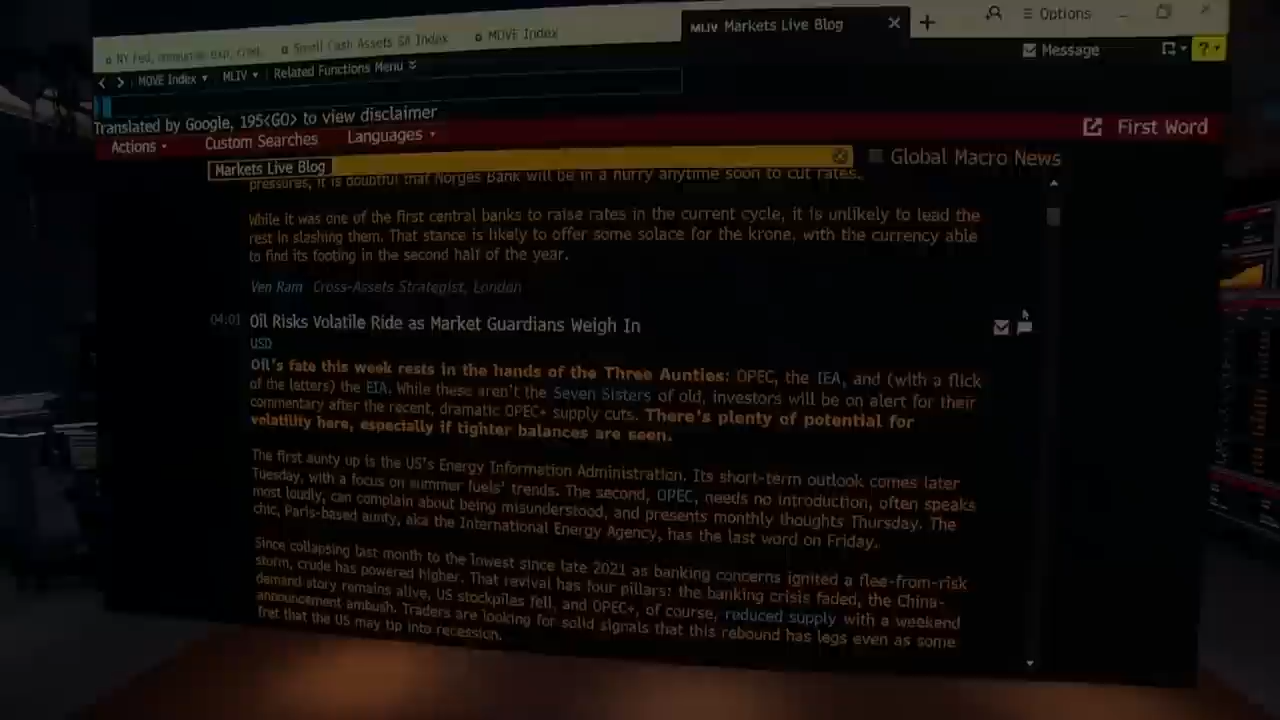 NY Fed,
Small Cash Assets
Index
MOVE Index
MLIV Markets Live Blog
Options
MOVE Index
MLIV
Related Functions Menu
Message
?
Translated by Google, 195<GO> to view disclaimer
Actions
Custom Searches
Languages
First Word
Markets Live Blog
Global Macro News
pressures, it is doubtful that Norges Bank will be in a hurry anytime soon to cut rates.
While it was one of the first central banks to raise rates in the current cycle, it is unlikely to lead the
rest in slashing them. That stance is likely to offer some solace for the krone, with the currency able
to find its footing in the second half of the year.
Ven Ram Cross-Assets Strategist, London
04:01 Oil Risks Volatile Ride as Market Guardians Weigh In
USD
Oil's fate this week rests in the hands of the Three Aunties: OPEC, the IEA, and (with a flick
of the letters) the EIA. While these aren't the Seven Sisters of old, investors will be on alert for their
commentary after the recent, dramatic OPEC+ supply cuts. There's plenty of potential for
volatility here, especially if tighter balances are seen.
The first aunty up is the US's Energy Information Administration. Its short-term outlook comes later
Tuesday, with a focus on summer fuels' trends. The second, OPEC, needs no introduction, often speaks
most loudly, can complain about being misunderstood, and presents monthly thoughts Thursday. The
chic, Paris-based aunty, aka the International Energy Agency, has the last word on Friday.
Since collapsing last month to the lowest since late 2021 as banking concerns ignited a flee-from-risk
storm, crude has powered higher. That revival has four pillars: the banking crisis faded, the China-
demand story remains alive, US stockpiles fell, and OPEC+, of course, reduced supply with a weekend
announcement ambush. Traders are looking for solid signals that this rebound has legs even as some
fret that the US may tip into recession.